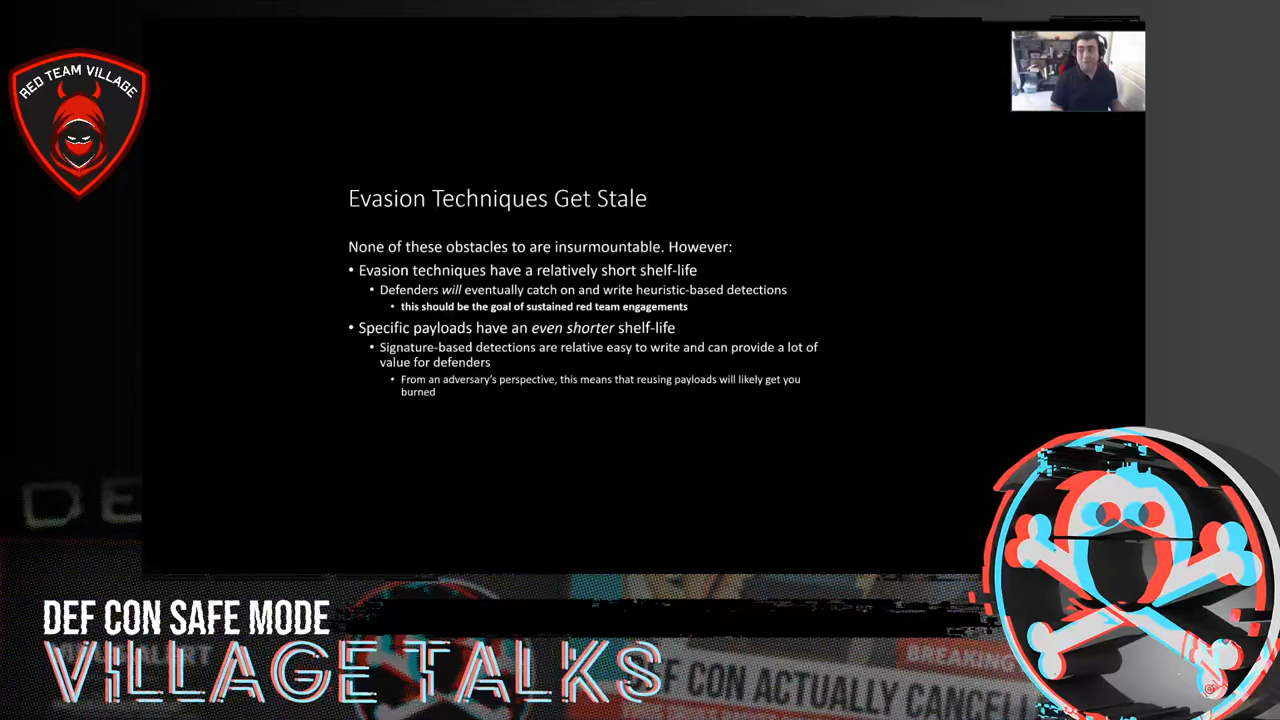 RED TEAM VILLAGE
Evasion Techniques Get Stale
None of these obstacles to are insurmountable. However:
• Evasion techniques have a relatively short shelf-life
• Defenders will eventually catch on and write heuristic-based detections
• this should be the goal of sustained red team engagements
• Specific payloads have an even shorter shelf-life
• Signature-based detections are relative easy to write and can provide a lot of
value for defenders
• From an adversary's perspective, this means that reusing payloads will likely get you
burned
DE
DEF CON SAFE MODE
VILLAGE TALKS
BREAKING
DEF CON ACTUALLY CANCEL